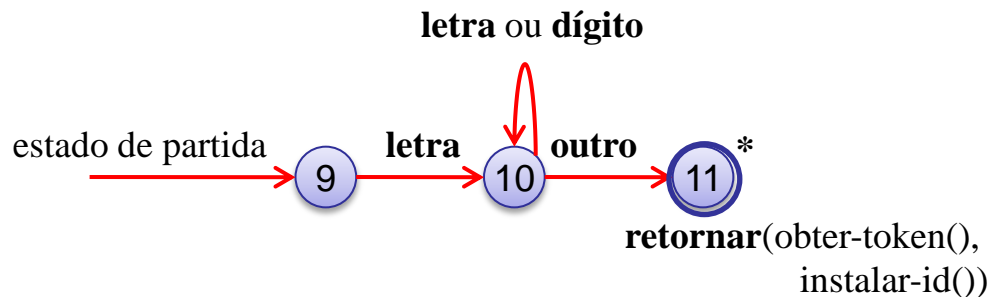 letra ou dígito
estado de partida
letra
outro
*
9
10
11
retornar(obter-token(),
instalar-id())